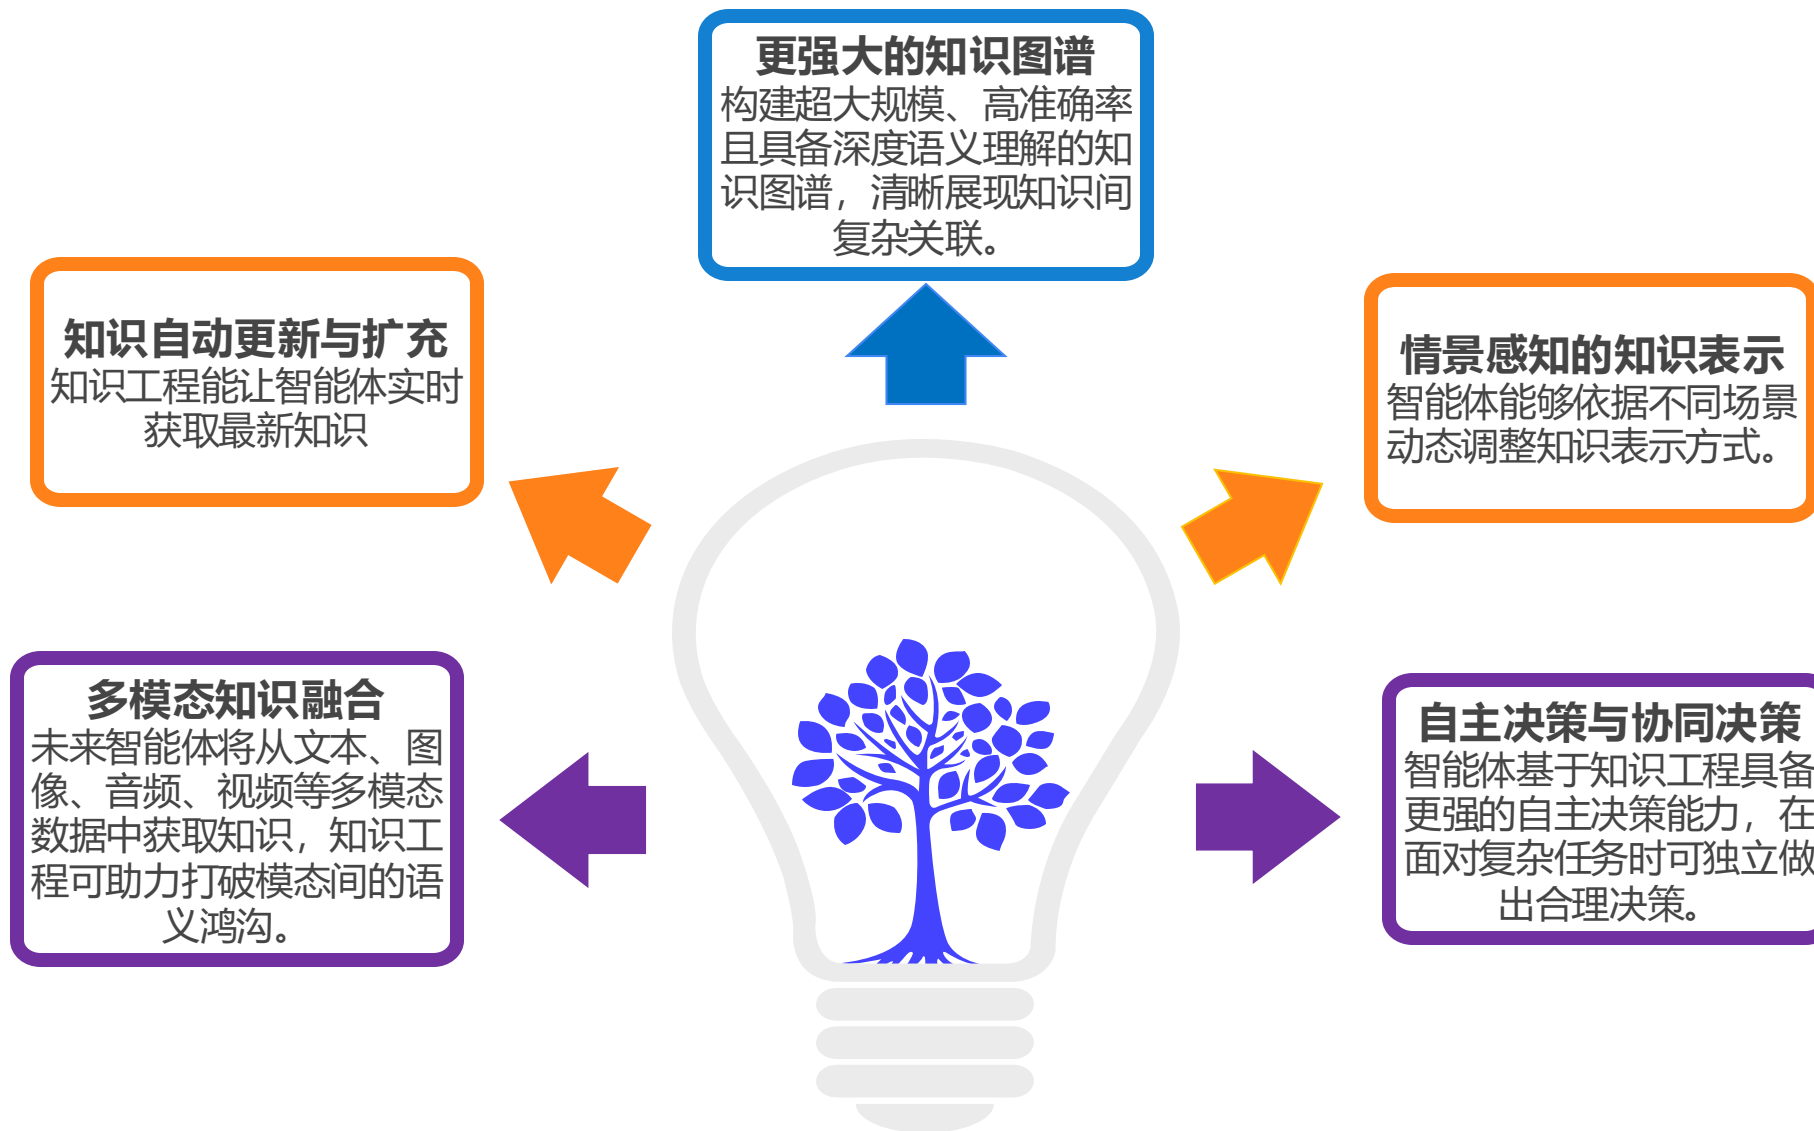 更强大的知识图谱
构建超大规模、高准确率
且具备深度语义理解的知
识图谱，清晰展现知识间
复杂关联。
知识自动更新与扩充
知识工程能让智能体实时
获取最新知识
情景感知的知识表示
智能体能够依据不同场景
动态调整知识表示方式。
多模态知识融合
未来智能体将从文本、图
像、音频、视频等多模态
数据中获取知识，知识工
程可助力打破模态间的语
义鸿沟。
自主决策与协同决策
智能体基于知识工程具备
更强的自主决策能力，在
面对复杂任务时可独立做
出合理决策。